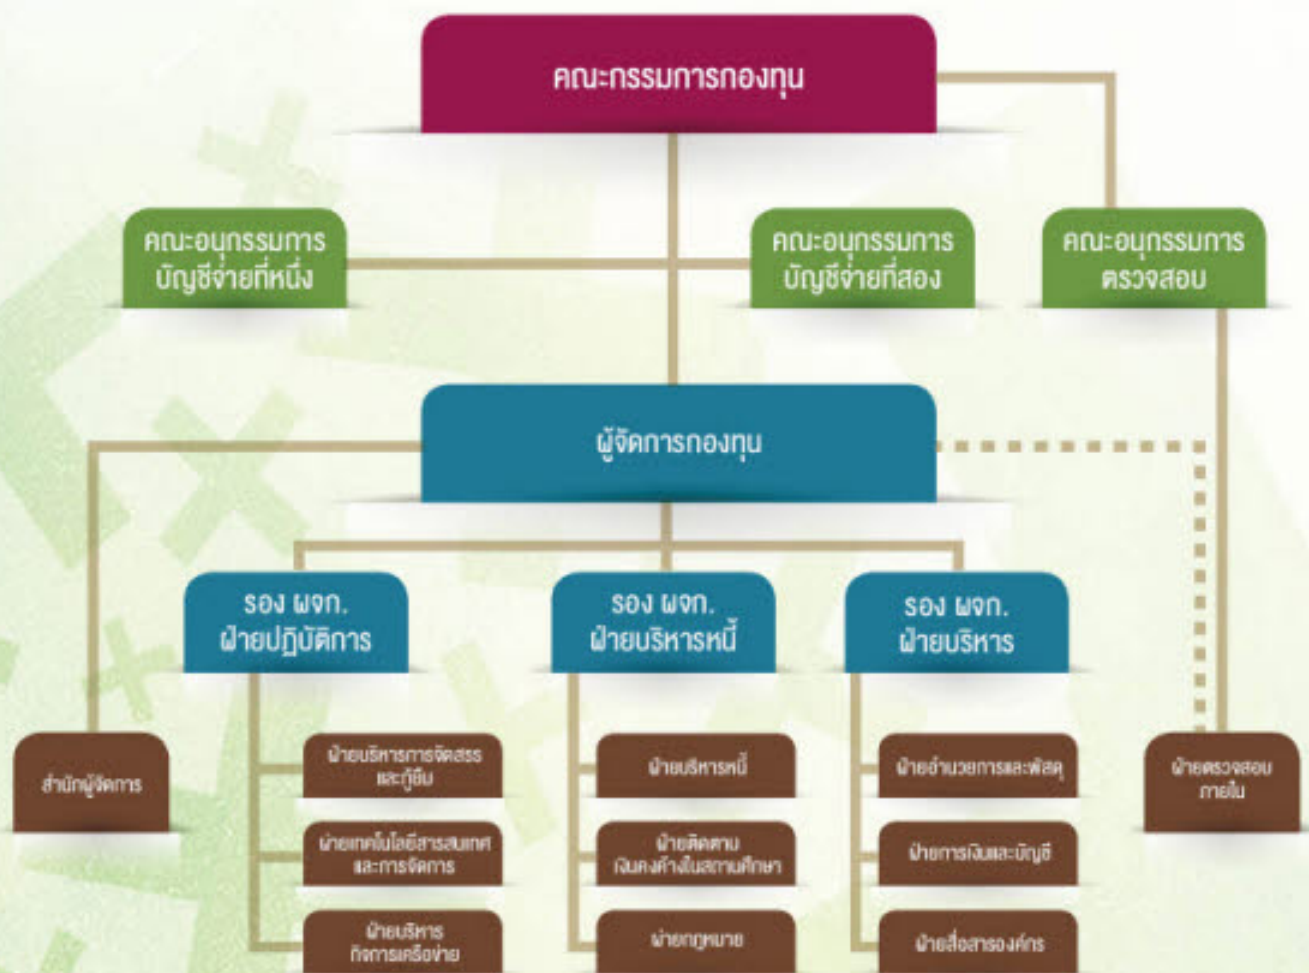 คณะกรรมการกองทุน
คณะอนุกรรมการ
บัญชีจ่ายที่หนึ่ง
คณะอนุกรรมการ
บัญชีจ่ายที่สอง
คณะอนุกรรมการ
ตรวจสอบ
ผู้จัดการกองทุน
รอง ผจก.
ฝ่ายปฏิบัติการ
รอง ผจก.
ฝ่ายบริหารหนี้
รอง ผจก.
ฝ่ายบริหาร
สำนักผู้จัดการ
ฝ่ายบริหารการจัดสรร
และกู้ยืม
ฝ่ายบริหารหนี้
ฝ่ายอำนวยการและพัสดุ
ฝ่ายตรวจสอบ
ภายใน
ฝ่ายเทคโนโลยีสารสนเทศ
และการจัดการ
ฝ่ายติดตาม
เงินคงค้างในสถานศึกษา
ฝ่ายการเงินและบัญชี
ฝ่ายบริหาร
กิจการเครือข่าย
ฝ่ายกฎหมาย
ฝ่ายสื่อสารองค์กร